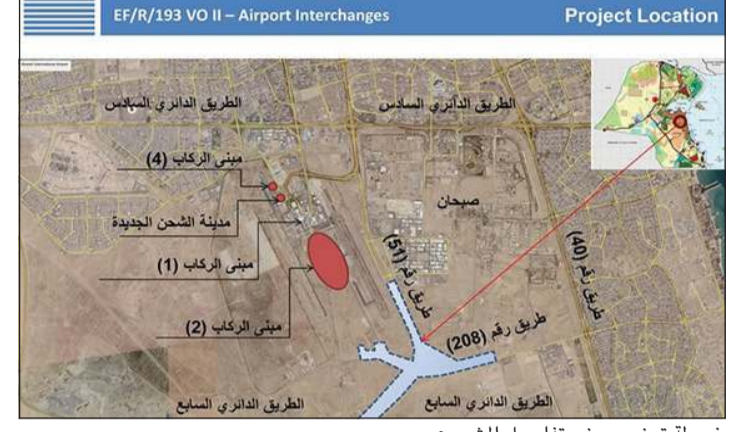 EF/R/193 VO II – Airport Interchanges
Project Location
الطريق الدائري السادس
الطريق الدائري السادس
مبنى الركاب (4)
مدينة الشحن الجديدة
صبحان
مبنى الركاب (1)
طريق رقم (51)
طريق رقم (40)
مبنى الركاب (2)
طريق رقم (208)
الطريق الدائري السابع
الطريق الدائري السابع